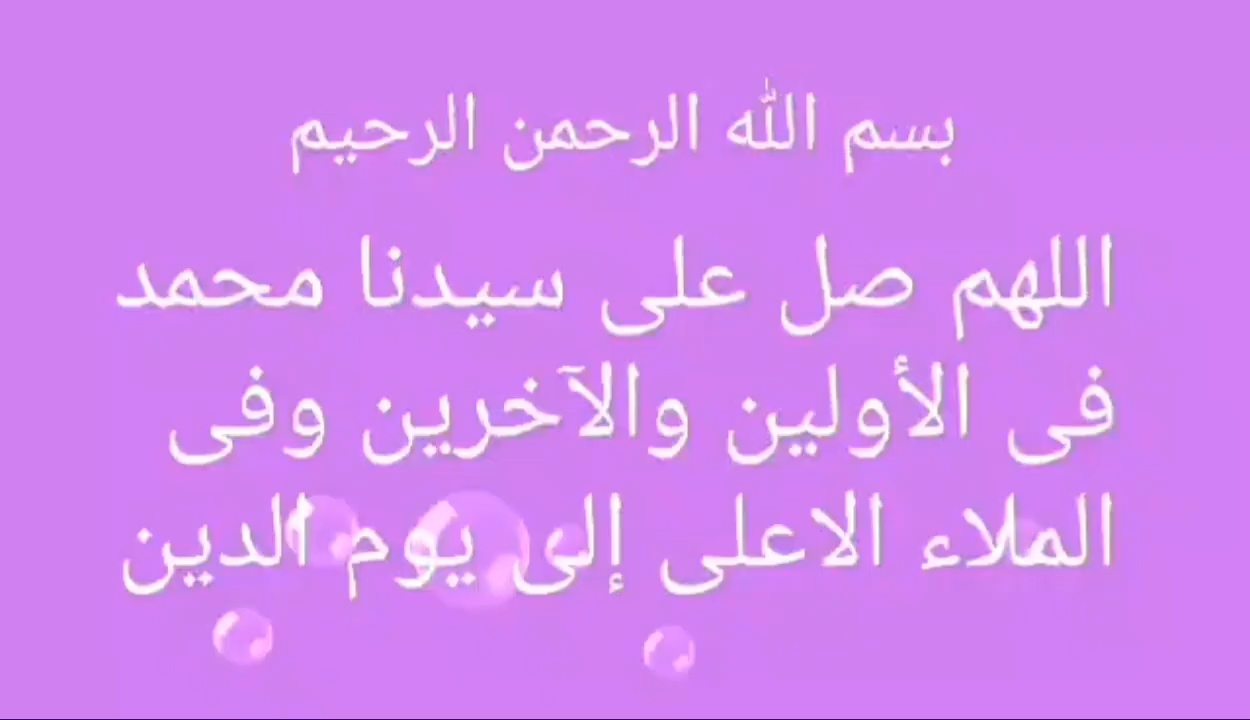 بسم الله الرحمن الرحيم
اللهم صل على سيدنا محمد
فى الأولين والآخرين وفى
الملاء الاعلى إلى يوم الدين